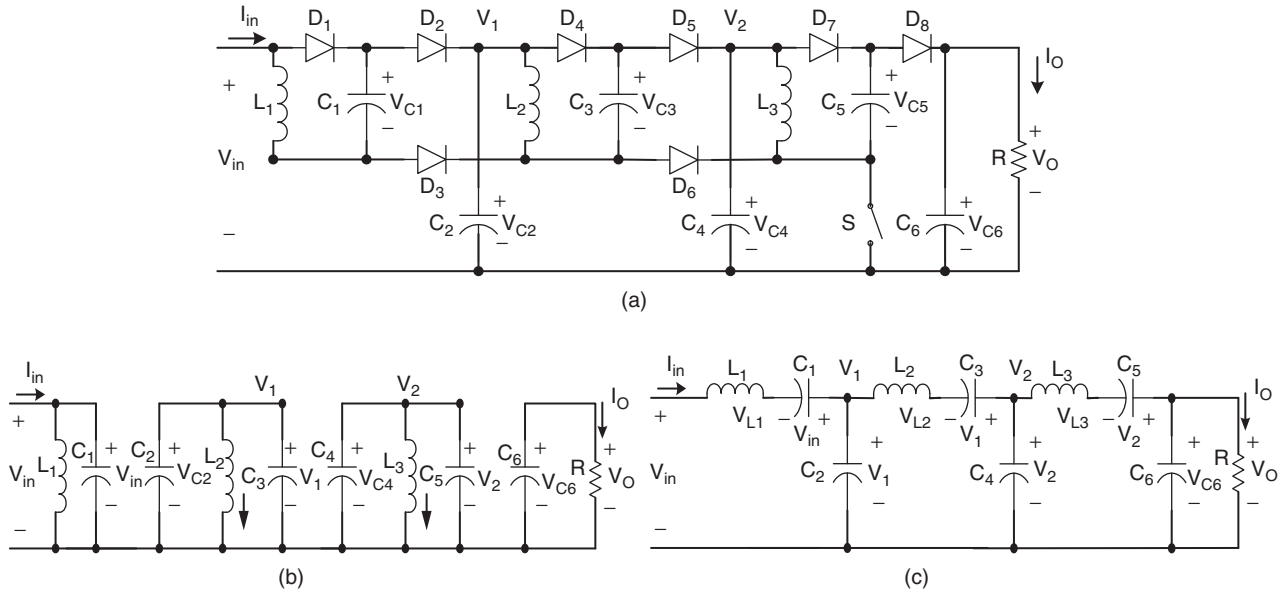 I_in D_1 D_2 V_1 D_4 D_5 V_2 D_7 D_8
I_O
+ L_1 C_1 + V_C1 − L_2 C_3 + V_C3 − L_3 C_5 + V_C5 −
V_in D_3 D_6 R + V_O −
− C_2 + V_C2 − C_4 + V_C4 − S C_6 + V_C6 −
(a)
I_in V_1 V_2 I_O
+ V_in − L_1 C_1 + V_in − C_2 + V_C2 − L_2 C_3 + V_1 − C_4 + V_C4 − L_3 C_5 + V_2 − C_6 + V_C6 − R + V_O −
(b)
I_in L_1 C_1 V_1 L_2 C_3 V_2 L_3 C_5 I_O
+ V_L1 − V_in + V_L2 − V_1 + V_L3 − V_2 +
V_in C_2 + V_1 − C_4 + V_2 − C_6 + V_C6 − R + V_O −
−
(c)